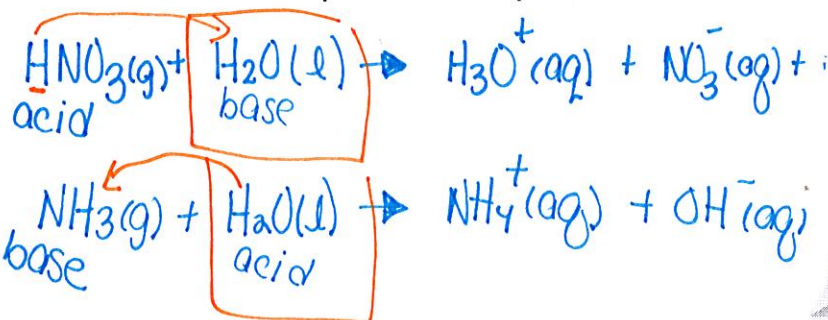 HNO₃(g) + H₂O(l) → H₃O⁺(aq) + NO₃⁻(aq) +
acid base
NH₃(g) + H₂O(l) → NH₄⁺(aq) + OH⁻(aq)
base acid